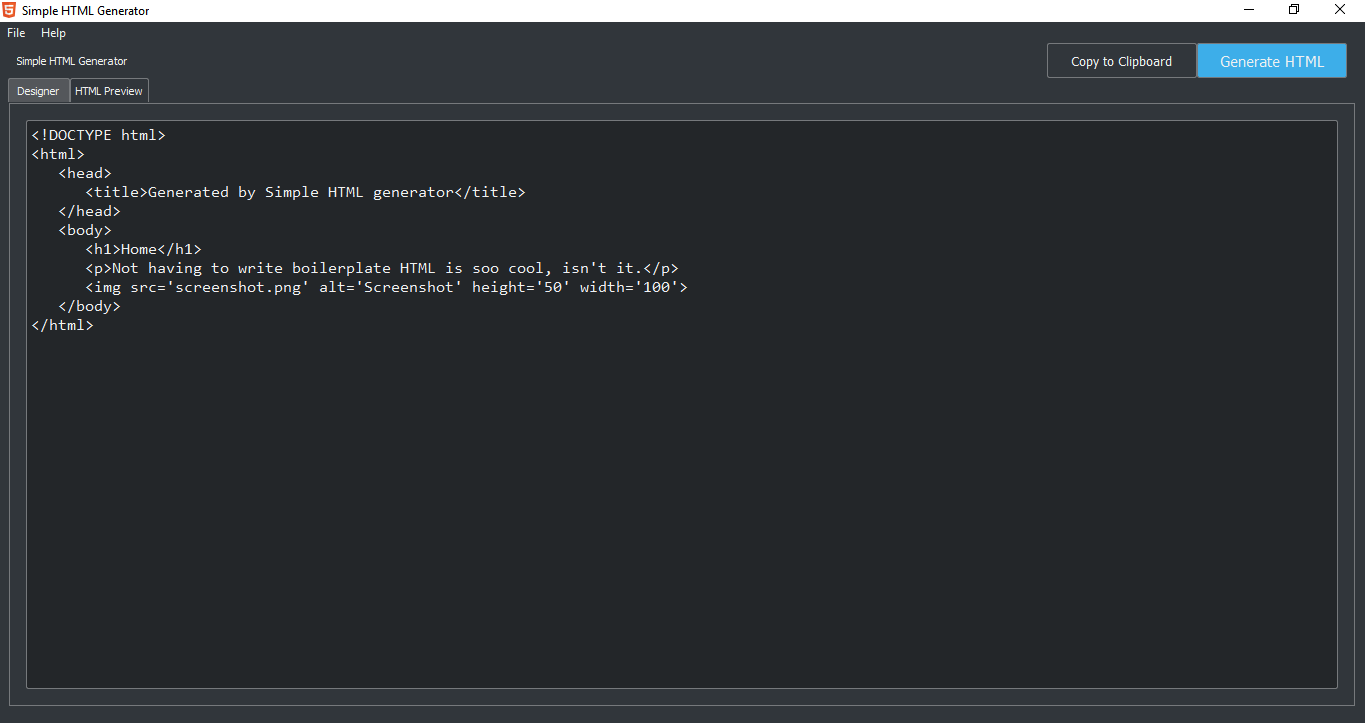 Simple HTML Generator
File Help
Simple HTML Generator
Copy to Clipboard Generate HTML
Designer HTML Preview
<!DOCTYPE html>
<html>
   <head>
      <title>Generated by Simple HTML generator</title>
   </head>
   <body>
      <h1>Home</h1>
      <p>Not having to write boilerplate HTML is soo cool, isn't it.</p>
      <img src='screenshot.png' alt='Screenshot' height='50' width='100'>
   </body>
</html>